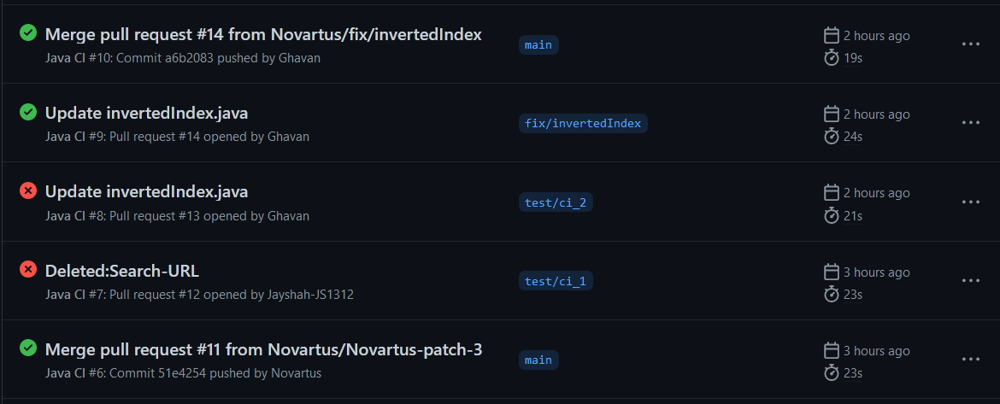 Merge pull request #14 from Novartus/fix/invertedIndex
Java CI #10: Commit a6b2083 pushed by Ghavan
main
2 hours ago
19s
Update invertedIndex.java
Java CI #9: Pull request #14 opened by Ghavan
fix/invertedIndex
2 hours ago
24s
Update invertedIndex.java
Java CI #8: Pull request #13 opened by Ghavan
test/ci_2
2 hours ago
21s
Deleted:Search-URL
Java CI #7: Pull request #12 opened by Jayshah-JS1312
test/ci_1
3 hours ago
23s
Merge pull request #11 from Novartus/Novartus-patch-3
Java CI #6: Commit 51e4254 pushed by Novartus
main
3 hours ago
23s